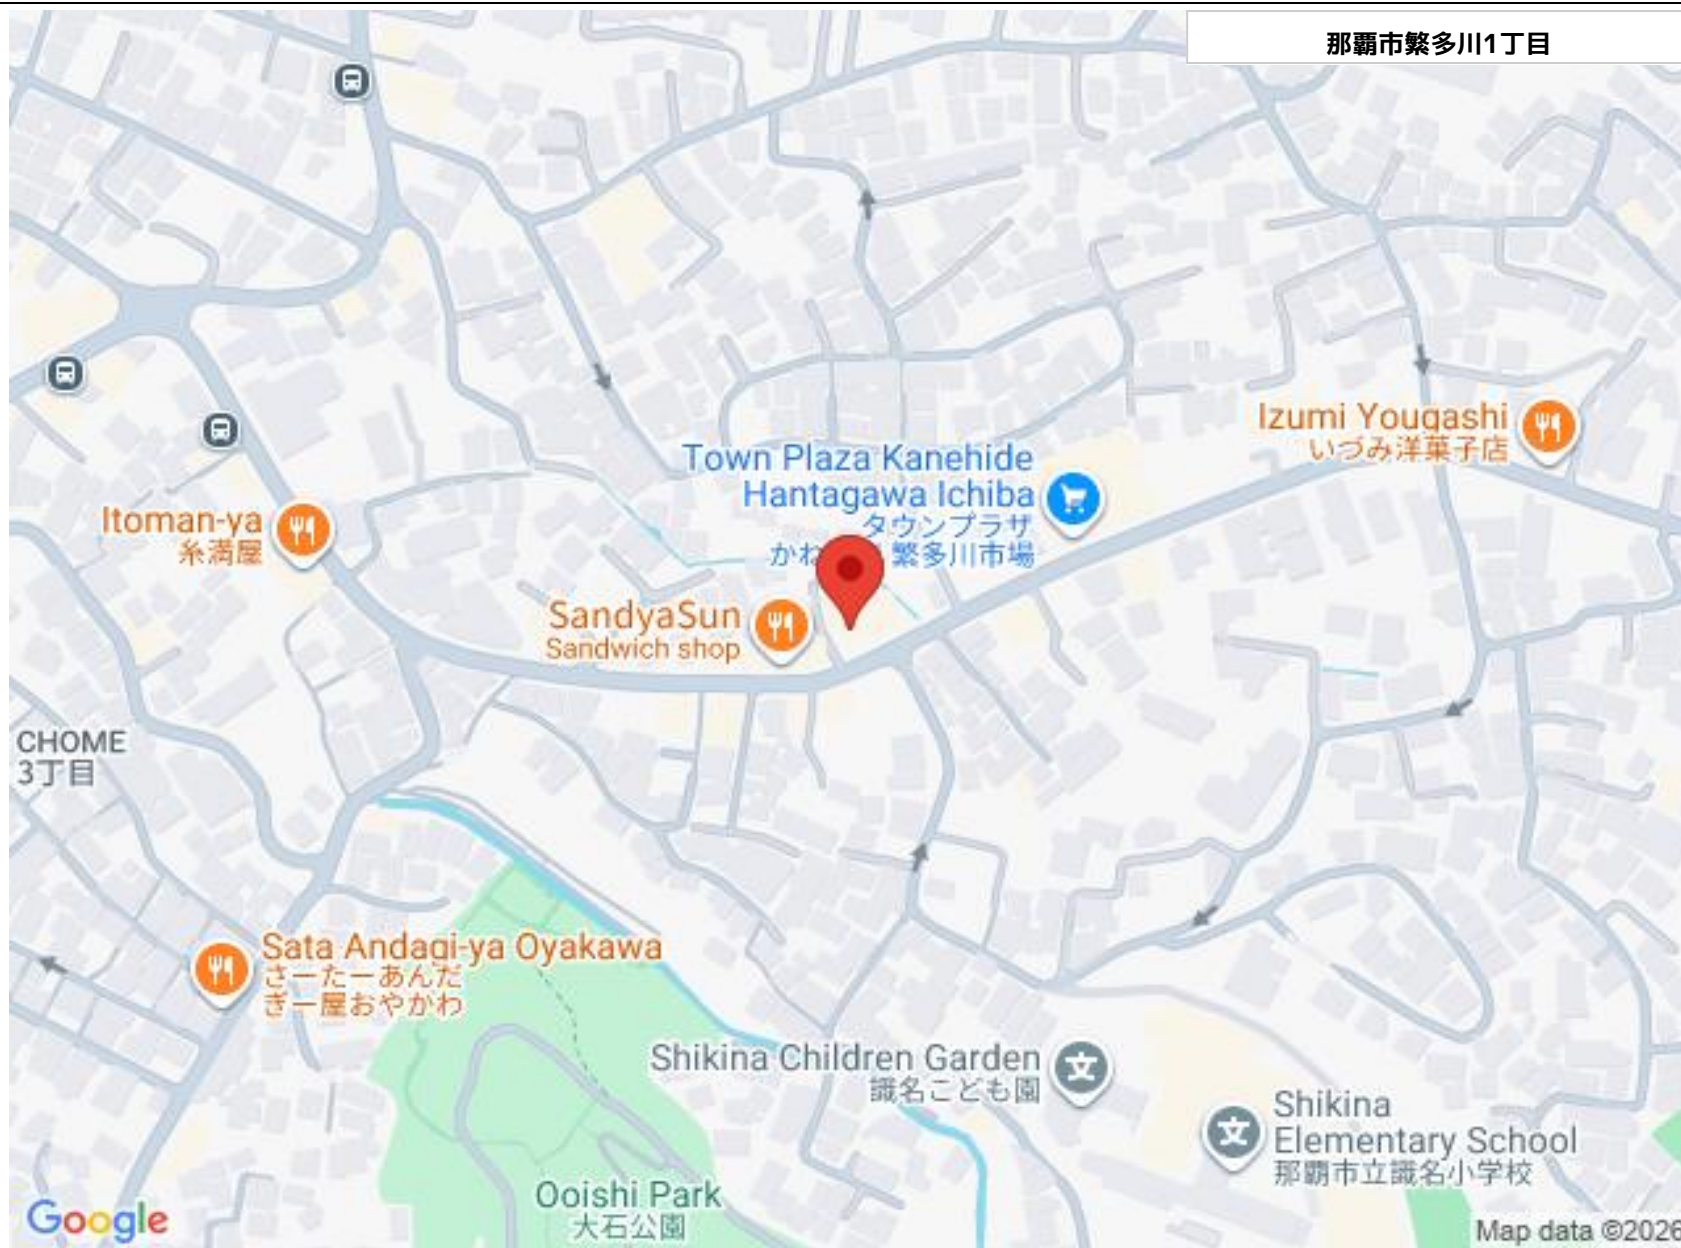 那覇市繁多川1丁目
Izumi Yougashi
いづみ洋菓子店
Town Plaza Kanehide
Hantagawa Ichiba
タウンプラザ
かね 繁多川市場
Itoman-ya
糸満屋
SandyaSun
Sandwich shop
CHOME
3丁目
Sata Andagi-ya Oyakawa
さーたーあんだ
ぎー屋おやかわ
Shikina Children Garden
識名こども園
Shikina
Elementary School
那覇市立識名小学校
Ooishi Park
大石公園
Google
Map data ©2026